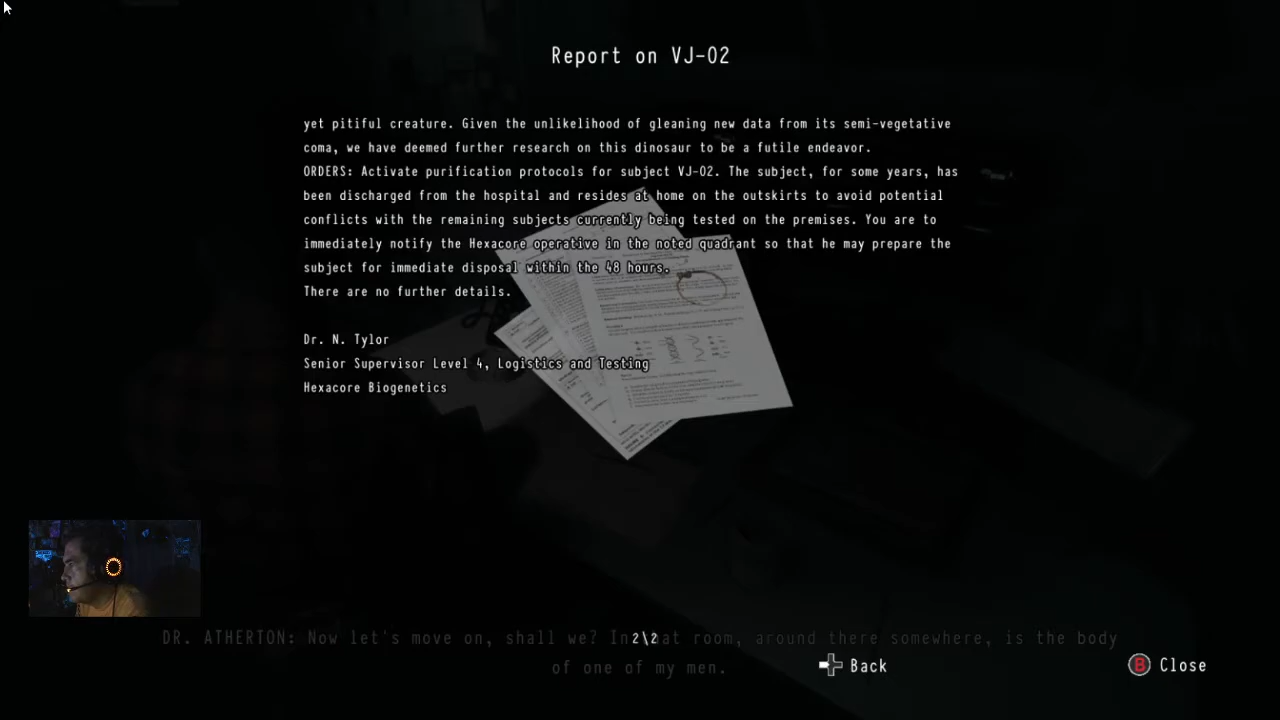 Report on VJ-02
yet pitiful creature. Given the unlikelihood of gleaning new data from its semi-vegetative
coma, we have deemed further research on this dinosaur to be a futile endeavor.
ORDERS: Activate purification protocols for subject VJ-02. The subject, for some years, has
been discharged from the hospital and resides at home on the outskirts to avoid potential
conflicts with the remaining subjects currently being tested on the premises. You are to
immediately notify the Hexacore operative in the noted quadrant so that he may prepare the
subject for immediate disposal within the 48 hours.
There are no further details.
Dr. N. Tylor
Senior Supervisor Level 4, Logistics and Testing
Hexacore Biogenetics
DR. ATHERTON: Now let's move on, shall we? In at room, around there somewhere, is the body
of one of my men.
2\2
Back
B Close